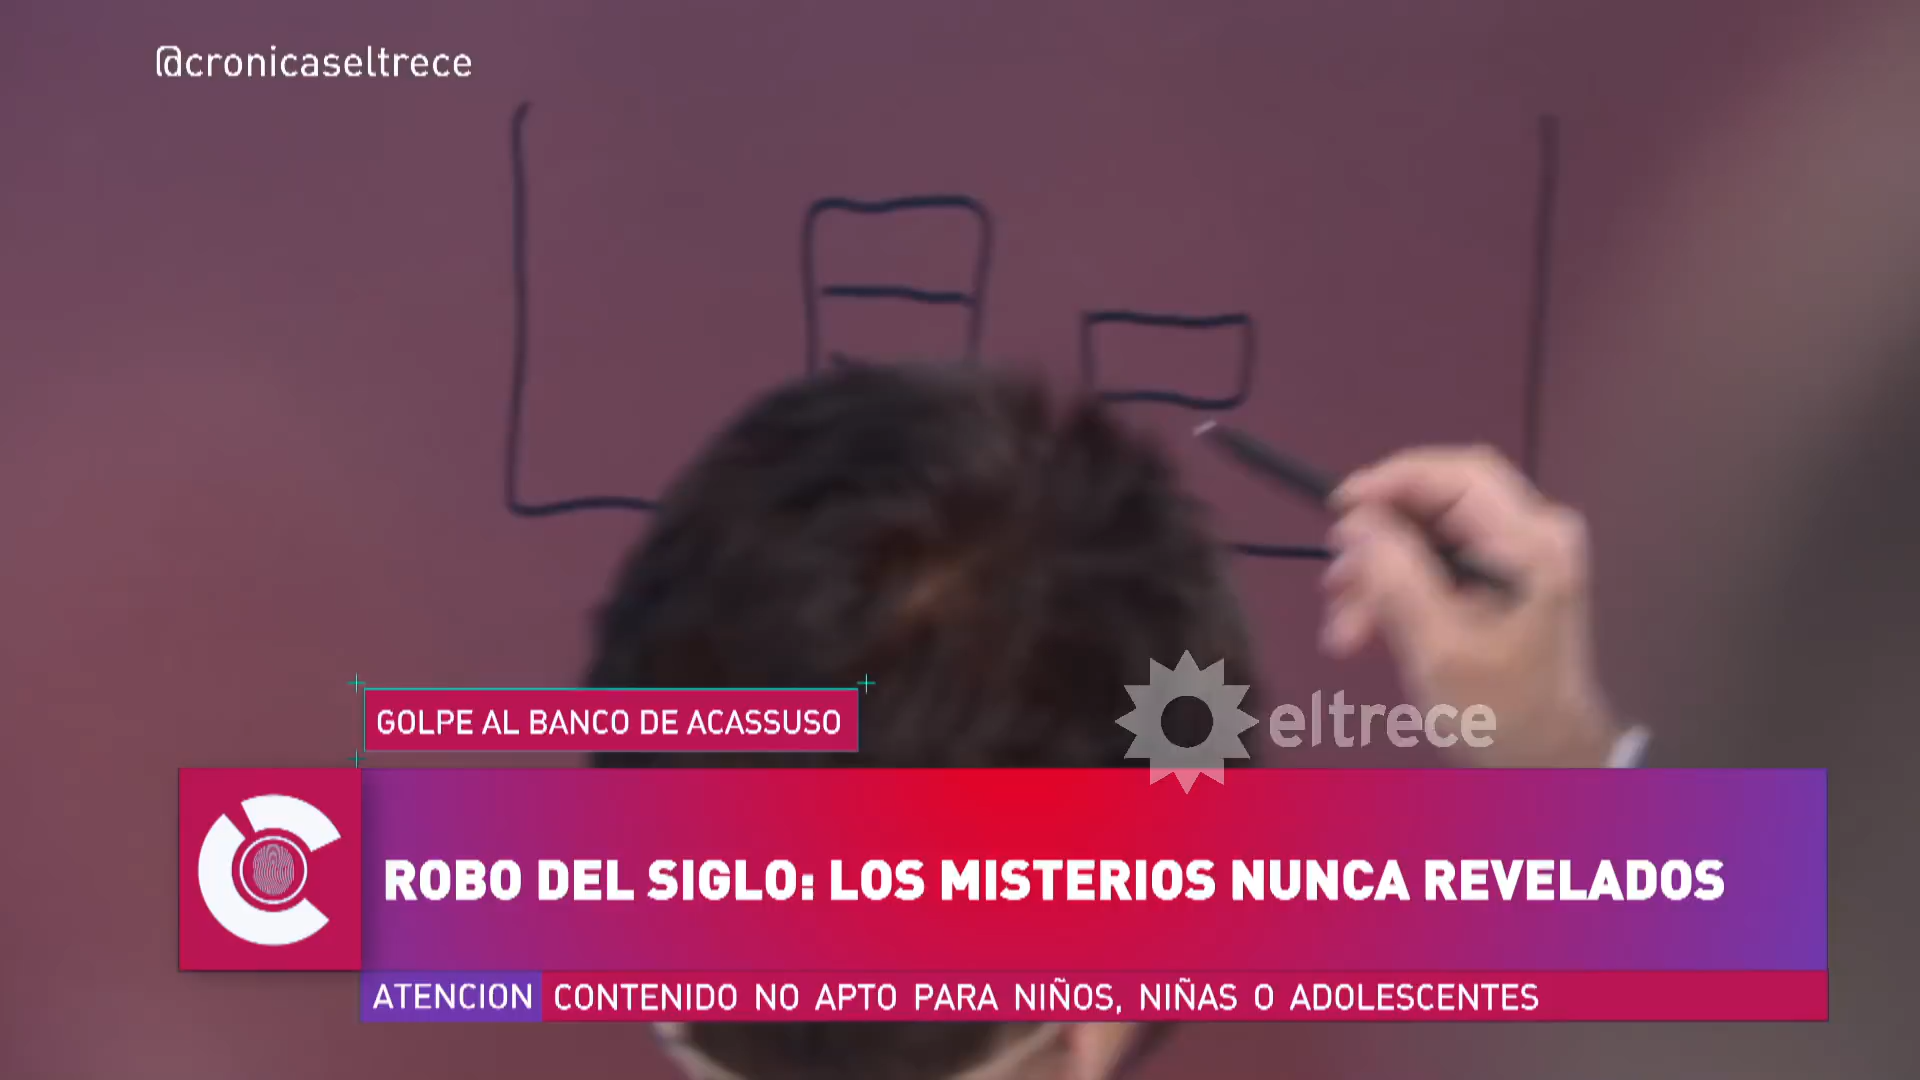 @cronicaseltrece
GOLPE AL BANCO DE ACASSUSO
eltrece
ROBO DEL SIGLO: LOS MISTERIOS NUNCA REVELADOS
ATENCION CONTENIDO NO APTO PARA NIÑOS, NIÑAS O ADOLESCENTES